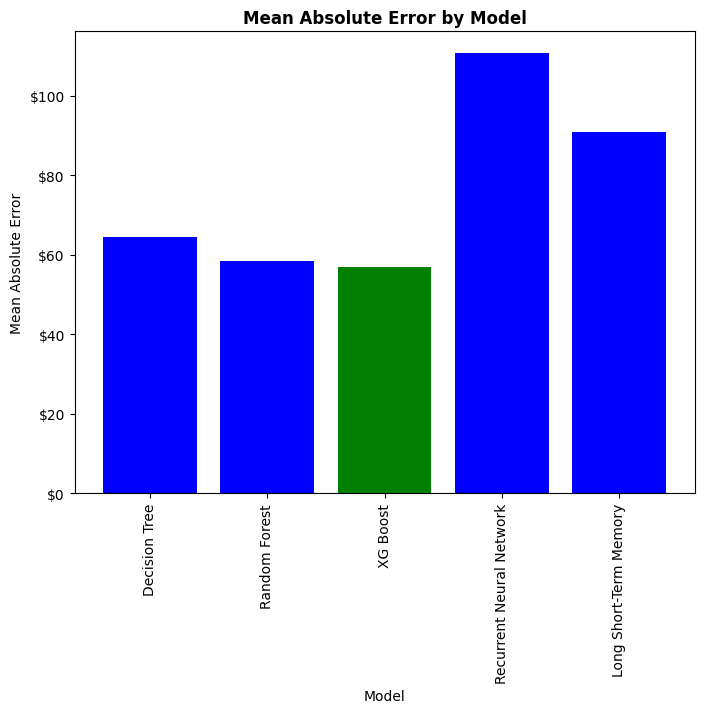 Mean Absolute Error by Model
Mean Absolute Error
$100
$80
$60
$40
$20
$0
Decision Tree
Random Forest
XG Boost
Recurrent Neural Network
Long Short-Term Memory
Model